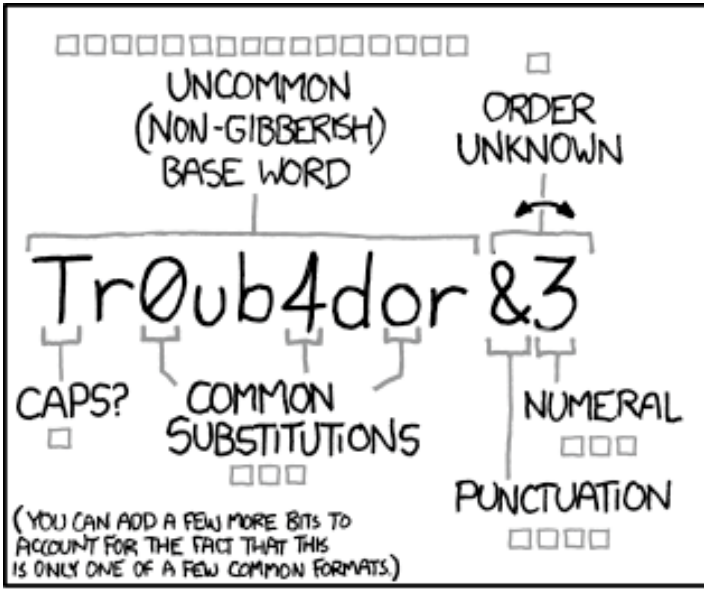 UNCOMMON
(NON-GIBBERISH)
BASE WORD
ORDER
UNKNOWN
Tr0ub4dor &3
CAPS?
COMMON
SUBSTITUTIONS
NUMERAL
PUNCTUATION
(YOU CAN ADD A FEW MORE BITS TO
ACCOUNT FOR THE FACT THAT THIS
IS ONLY ONE OF A FEW COMMON FORMATS.)